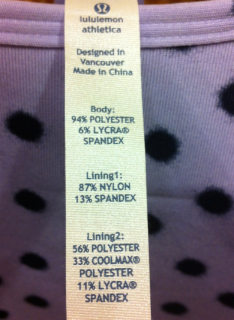 lululemon
athletica
Designed in
Vancouver
Made in China
Body:
94% POLYESTER
6% LYCRA®
SPANDEX
Lining1:
87% NYLON
13% SPANDEX
Lining2:
56% POLYESTER
33% COOLMAX®
POLYESTER
11% LYCRA®
SPANDEX